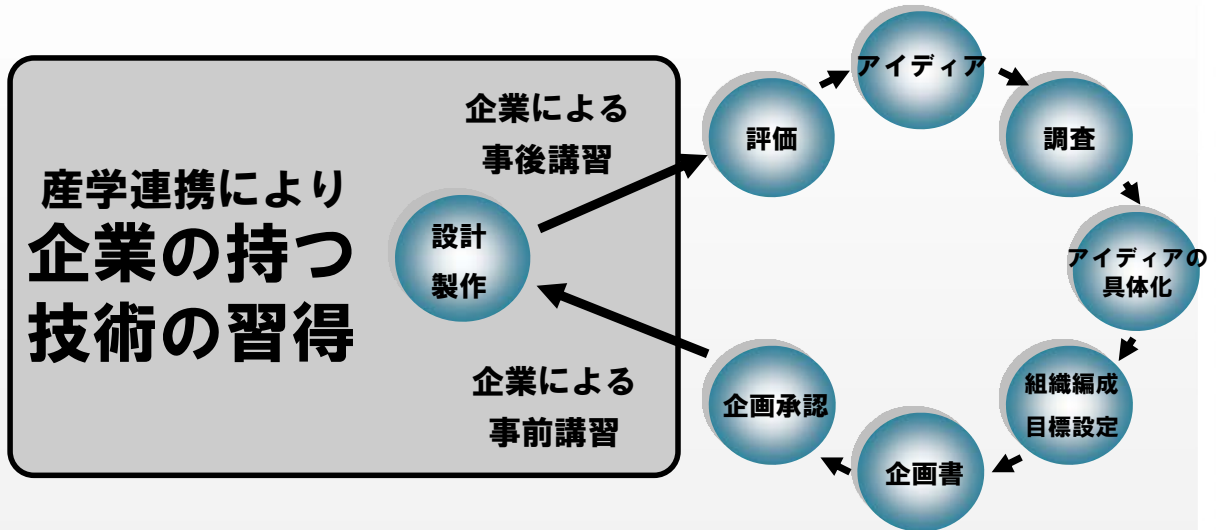 産学連携により
企業の持つ
技術の習得
企業による
事後講習
設計
製作
企業による
事前講習
評価
アイディア
調査
アイディアの
具体化
組織編成
目標設定
企画書
企画承認